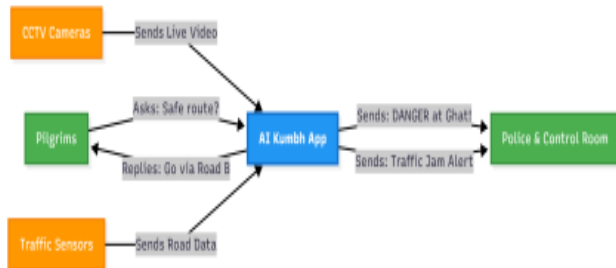 CCTV Cameras
Sends Live Video
Asks: Safe route?
Sends: DANGER at Ghat!
Pilgrims
AI Kumbh App
Police & Control Room
Replies: Go via Road B
Sends: Traffic Jam Alert
Traffic Sensors
Sends Road Data